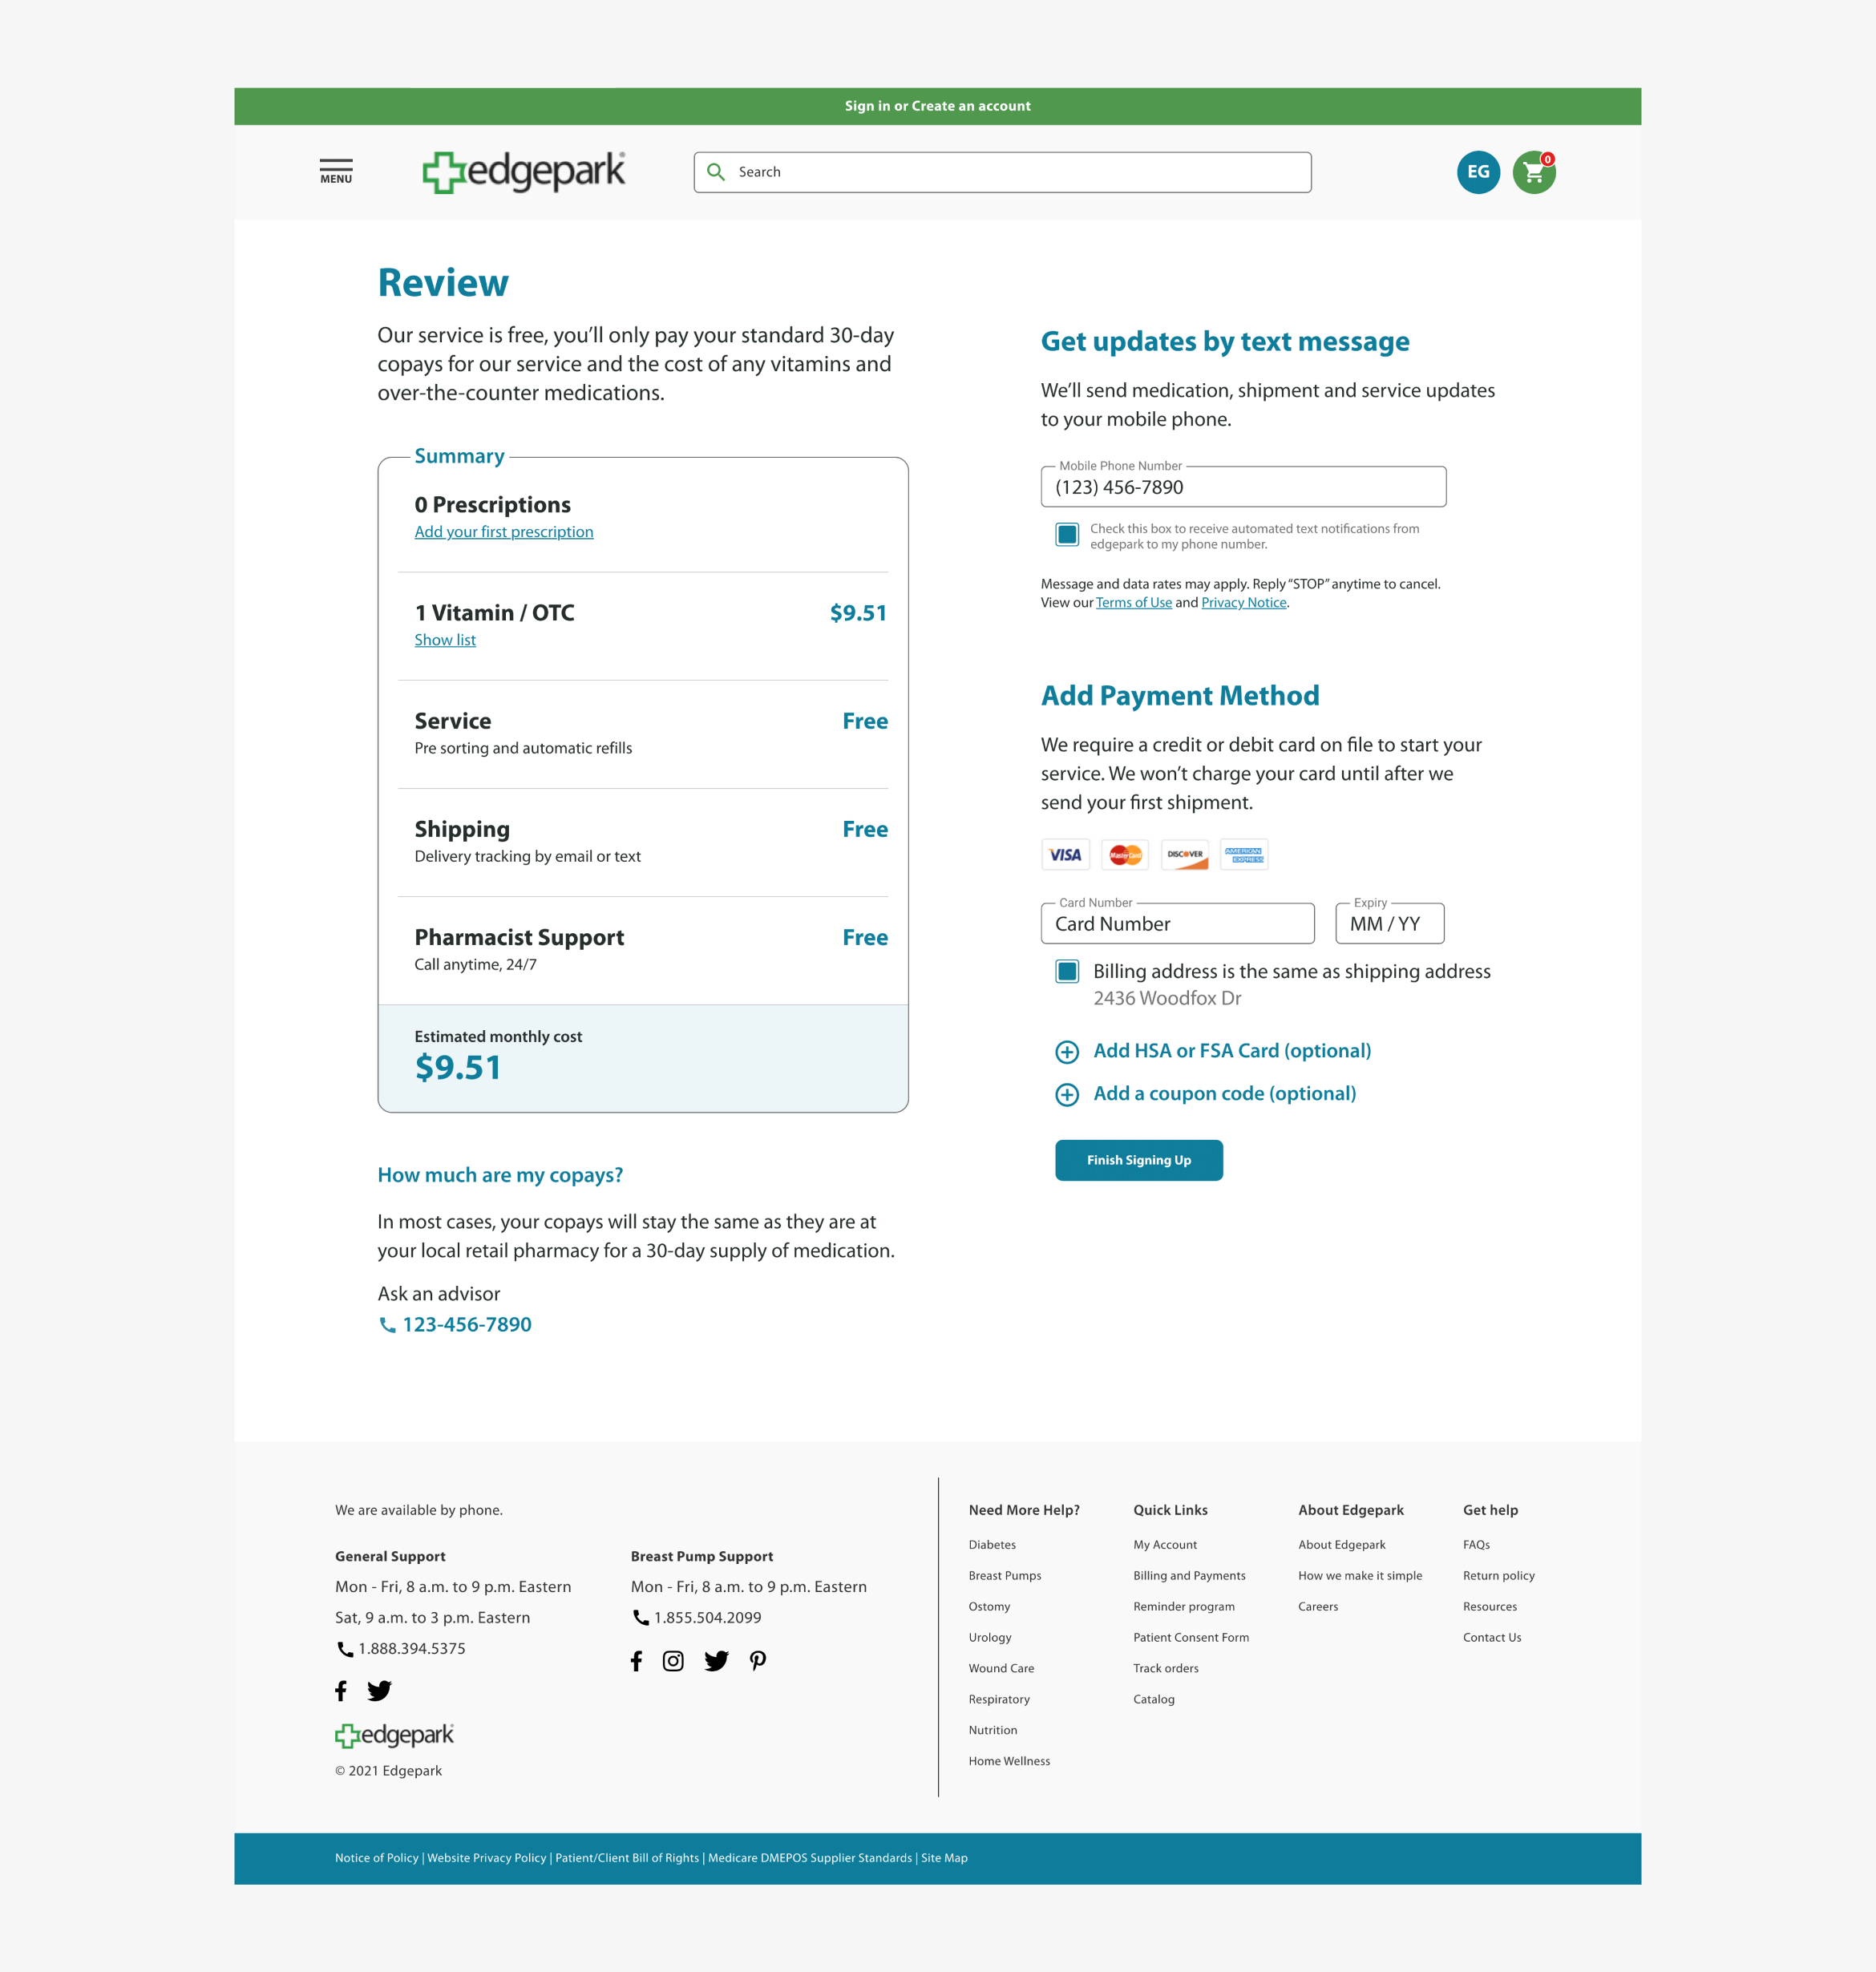 Sign in or Create an account
MENU
edgepark
Search
EG
0
Review
Our service is free, you’ll only pay your standard 30-day
copays for our service and the cost of any vitamins and
over-the-counter medications.
Summary
0 Prescriptions
Add your first prescription
1 Vitamin / OTC $9.51
Show list
Service Free
Pre sorting and automatic refills
Shipping Free
Delivery tracking by email or text
Pharmacist Support Free
Call anytime, 24/7
Estimated monthly cost
$9.51
How much are my copays?
In most cases, your copays will stay the same as they are at
your local retail pharmacy for a 30-day supply of medication.
Ask an advisor
123-456-7890
Get updates by text message
We’ll send medication, shipment and service updates
to your mobile phone.
Mobile Phone Number
(123) 456-7890
Check this box to receive automated text notifications from
edgepark to my phone number.
Message and data rates may apply. Reply “STOP” anytime to cancel.
View our Terms of Use and Privacy Notice.
Add Payment Method
We require a credit or debit card on file to start your
service. We won’t charge your card until after we
send your first shipment.
VISA MasterCard DISCOVER AMERICAN EXPRESS
Card Number
Card Number
Expiry
MM / YY
Billing address is the same as shipping address
2436 Woodfox Dr
Add HSA or FSA Card (optional)
Add a coupon code (optional)
Finish Signing Up
We are available by phone.
General Support
Mon - Fri, 8 a.m. to 9 p.m. Eastern
Sat, 9 a.m. to 3 p.m. Eastern
1.888.394.5375
edgepark
© 2021 Edgepark
Breast Pump Support
Mon - Fri, 8 a.m. to 9 p.m. Eastern
1.855.504.2099
Need More Help?
Diabetes
Breast Pumps
Ostomy
Urology
Wound Care
Respiratory
Nutrition
Home Wellness
Quick Links
My Account
Billing and Payments
Reminder program
Patient Consent Form
Track orders
Catalog
About Edgepark
About Edgepark
How we make it simple
Careers
Get help
FAQs
Return policy
Resources
Contact Us
Notice of Policy | Website Privacy Policy | Patient/Client Bill of Rights | Medicare DMEPOS Supplier Standards | Site Map